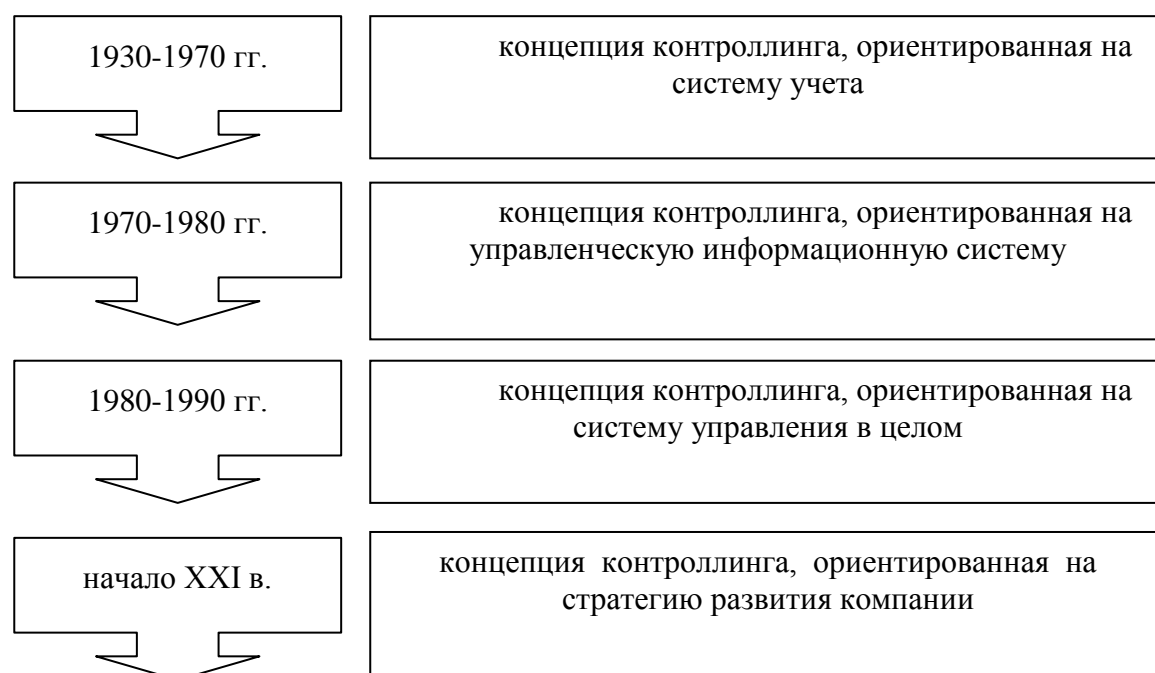 1930-1970 гг.
концепция контроллинга, ориентированная на
систему учета
1970-1980 гг.
концепция контроллинга, ориентированная на
управленческую информационную систему
1980-1990 гг.
концепция контроллинга, ориентированная на
систему управления в целом
начало XXI в.
концепция контроллинга, ориентированная на
стратегию развития компании